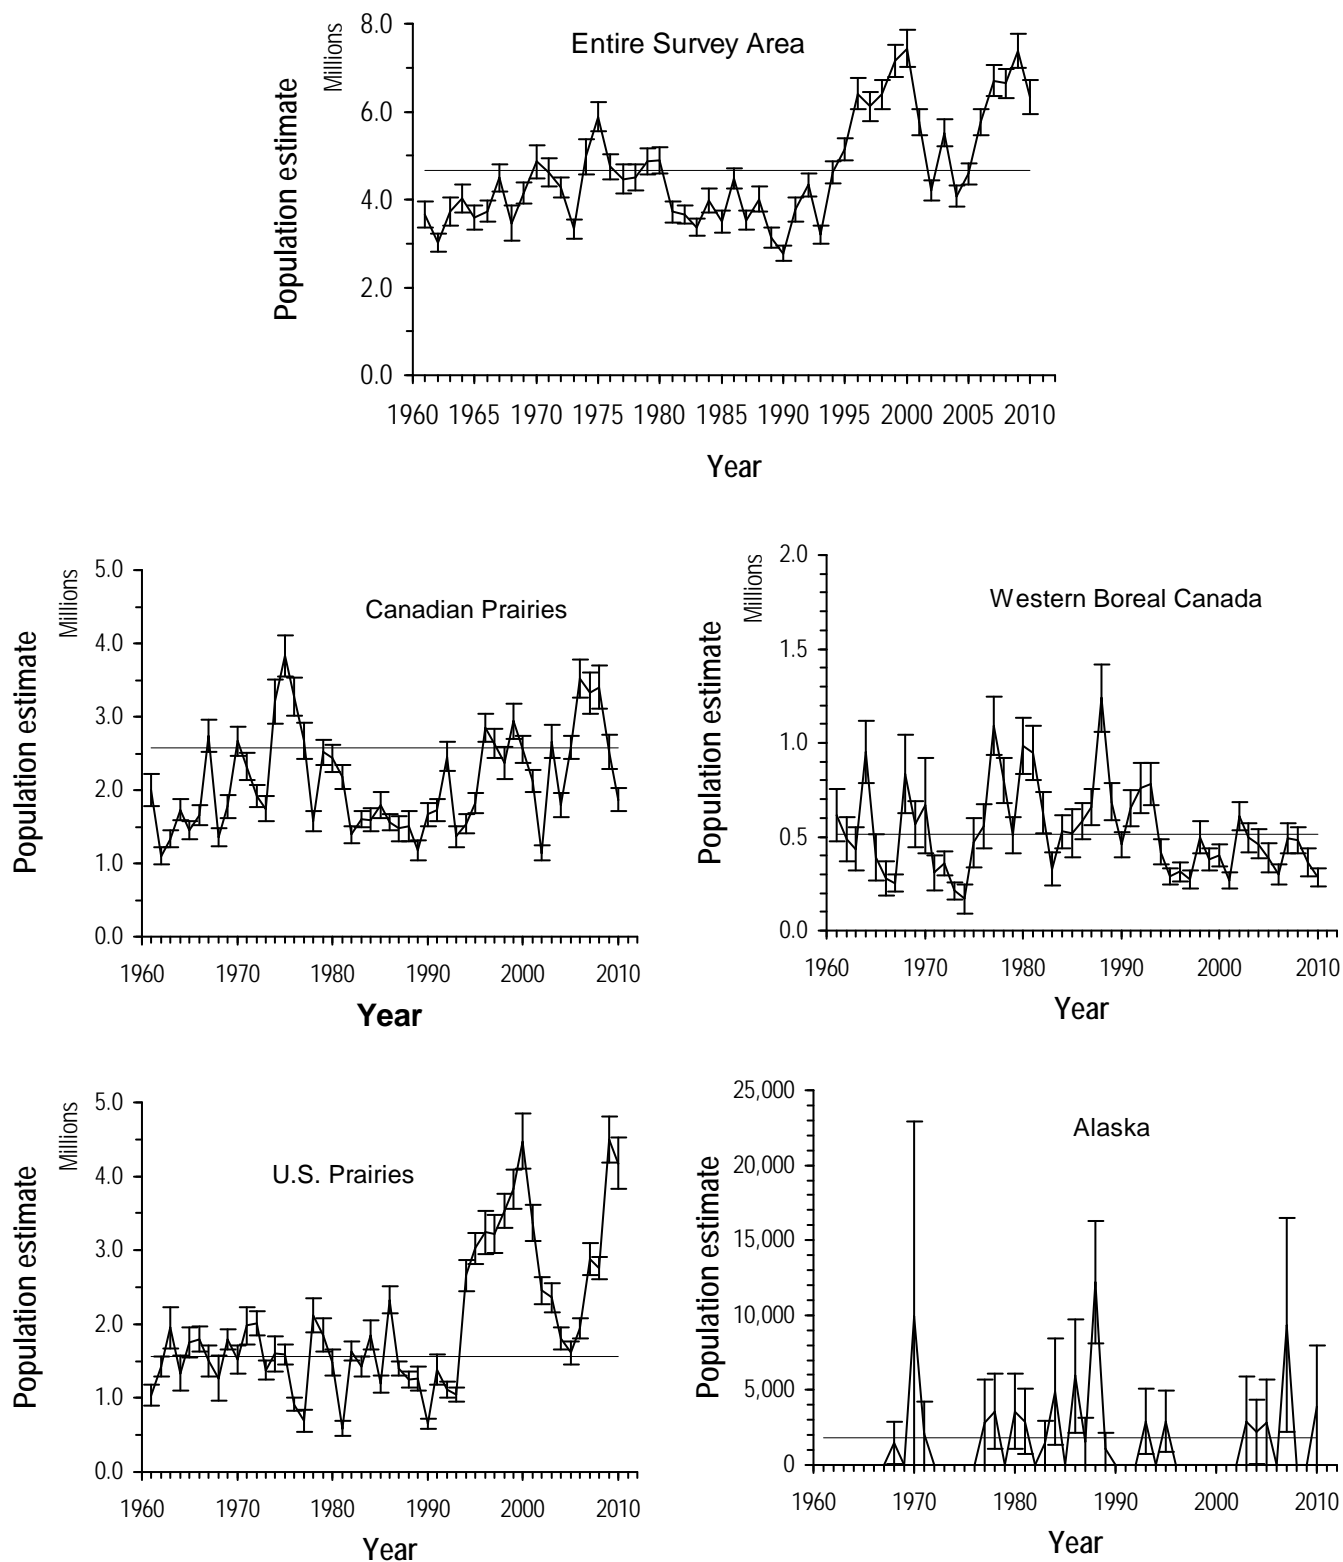 Entire Survey Area
Millions
Population estimate
8.0
6.0
4.0
2.0
0.0
1960 1965 1970 1975 1980 1985 1990 1995 2000 2005 2010
Year
Canadian Prairies
Millions
Population estimate
5.0
4.0
3.0
2.0
1.0
0.0
1960 1970 1980 1990 2000 2010
Year
Western Boreal Canada
Millions
Population estimate
2.0
1.5
1.0
0.5
0.0
1960 1970 1980 1990 2000 2010
Year
U.S. Prairies
Millions
Population estimate
5.0
4.0
3.0
2.0
1.0
0.0
1960 1970 1980 1990 2000 2010
Year
Alaska
Population estimate
25,000
20,000
15,000
10,000
5,000
0
1960 1970 1980 1990 2000 2010
Year